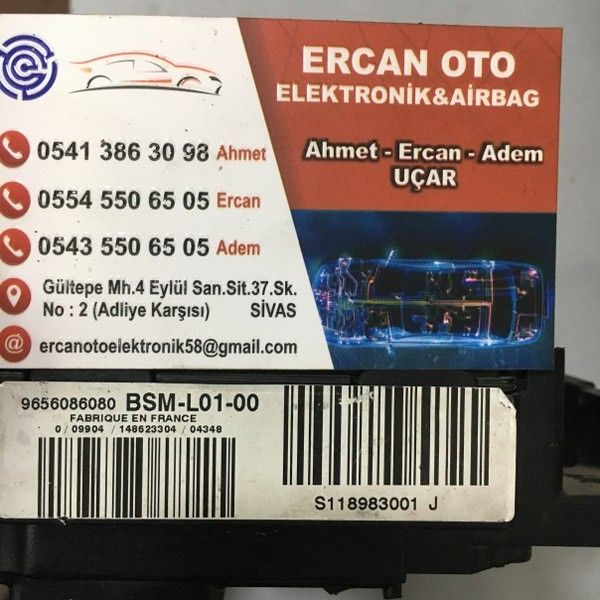 ERCAN OTO
ELEKTRONİK&AİRBAG
Ahmet - Ercan - Adem
UÇAR
0541 386 30 98 Ahmet
0554 550 65 05 Ercan
0543 550 65 05 Adem
Gültepe Mh.4 Eylül San.Sit.37.Sk.
No : 2 (Adliye Karşısı) SİVAS
@ ercanotoelektronik58@gmail.com
9656086080 BSM-L01-00
FABRIQUE EN FRANCE
0 / 09904 / 148623304 / 04348
S118983001 J